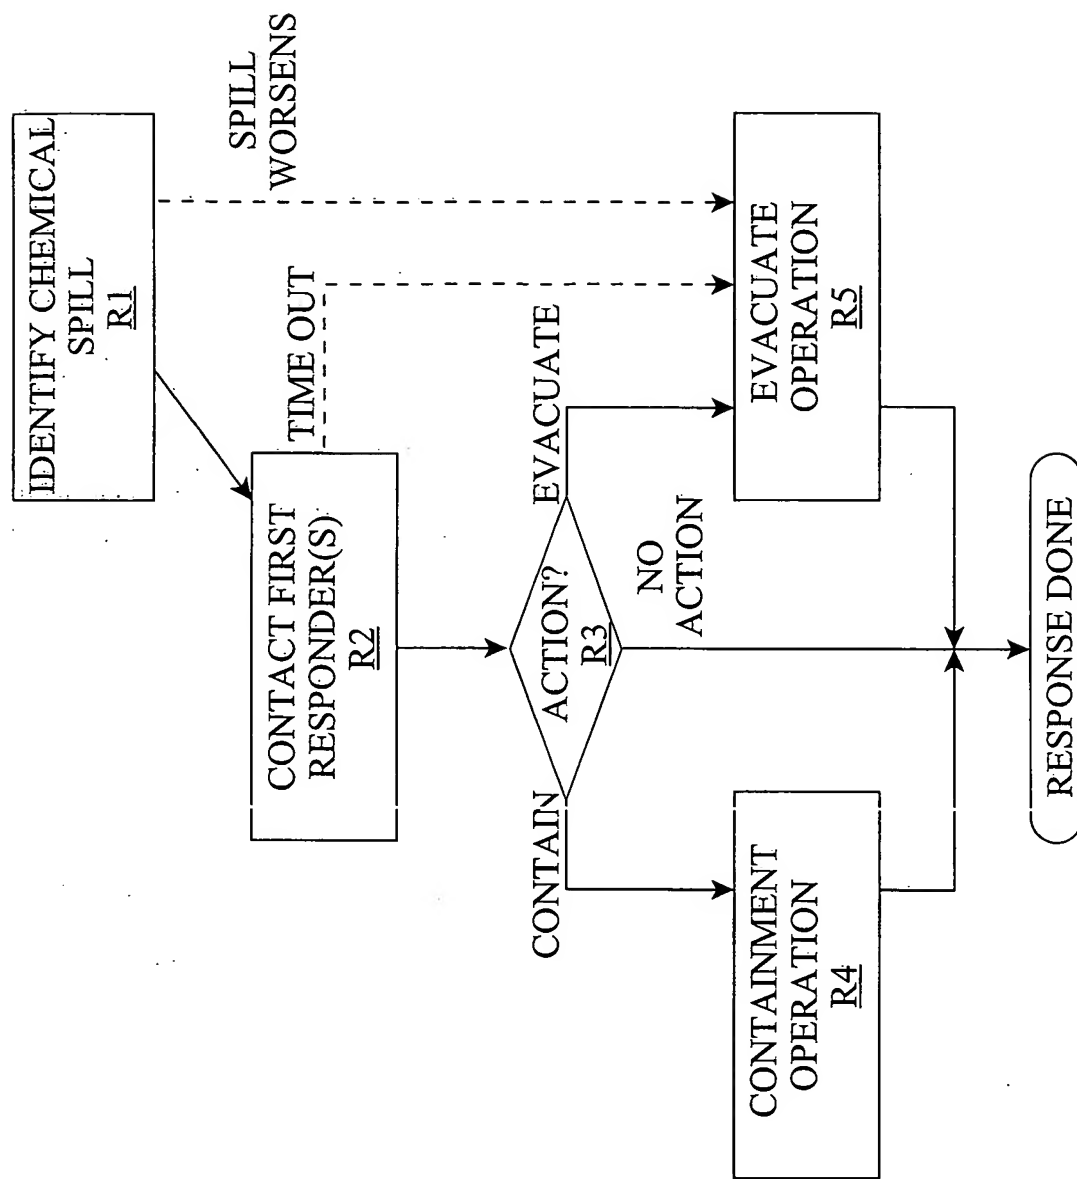 IDENTIFY CHEMICAL
SPILL
R1
SPILL
WORSENS
CONTACT FIRST
RESPONDER(S)
R2
TIME OUT
ACTION?
R3
CONTAIN
EVACUATE
NO
ACTION
CONTAINMENT
OPERATION
R4
EVACUATE
OPERATION
R5
RESPONSE DONE